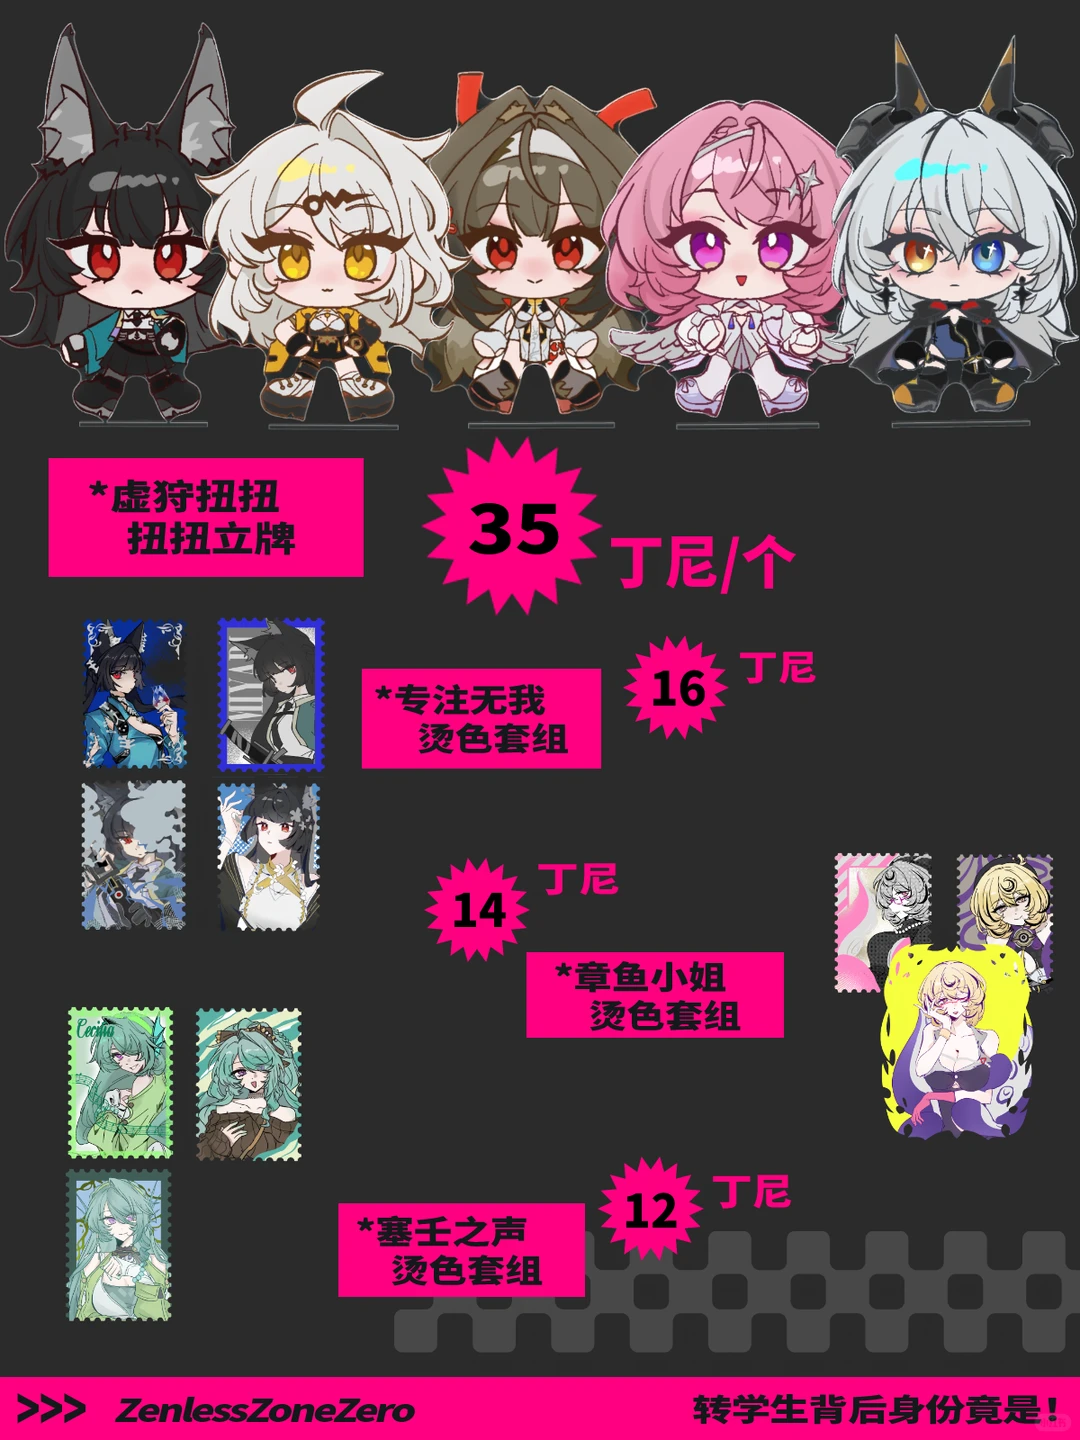 *虚狩扭扭
扭扭立牌
35
丁尼/个
*专注无我
烫色套组
16
丁尼
14
丁尼
*章鱼小姐
烫色套组
Cecilia
*塞壬之声
烫色套组
12
丁尼
>>> ZenlessZoneZero
转学生背后身份竟是！